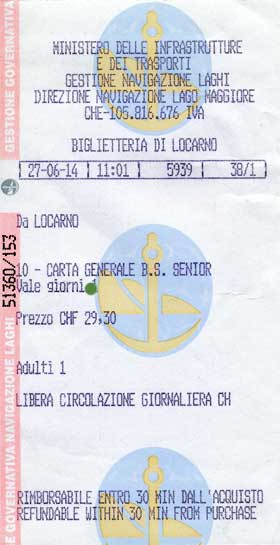 MINISTERO DELLE INFRASTRUTTURE
E DEI TRASPORTI
GESTIONE NAVIGAZIONE LAGHI
DIREZIONE NAVIGAZIONE LAGO MAGGIORE
CHE-105.816.676 IVA
BIGLIETTERIA DI LOCARNO
27-06-14 | 11:01 | 5939 | 38/1
Da LOCARNO
10 - CARTA GENERALE B.S. SENIOR
Vale giorni
Prezzo CHF 29,30
Adulti 1
LIBERA CIRCOLAZIONE GIORNALIERA CH
RIMBORSABILE ENTRO 30 MIN DALL'ACQUISTO
REFUNDABLE WITHIN 30 MIN FROM PURCHASE
GESTIONE GOVERNATIVA
51360/153
E GOVERNATIVA NAVIGAZIONE LAGHI